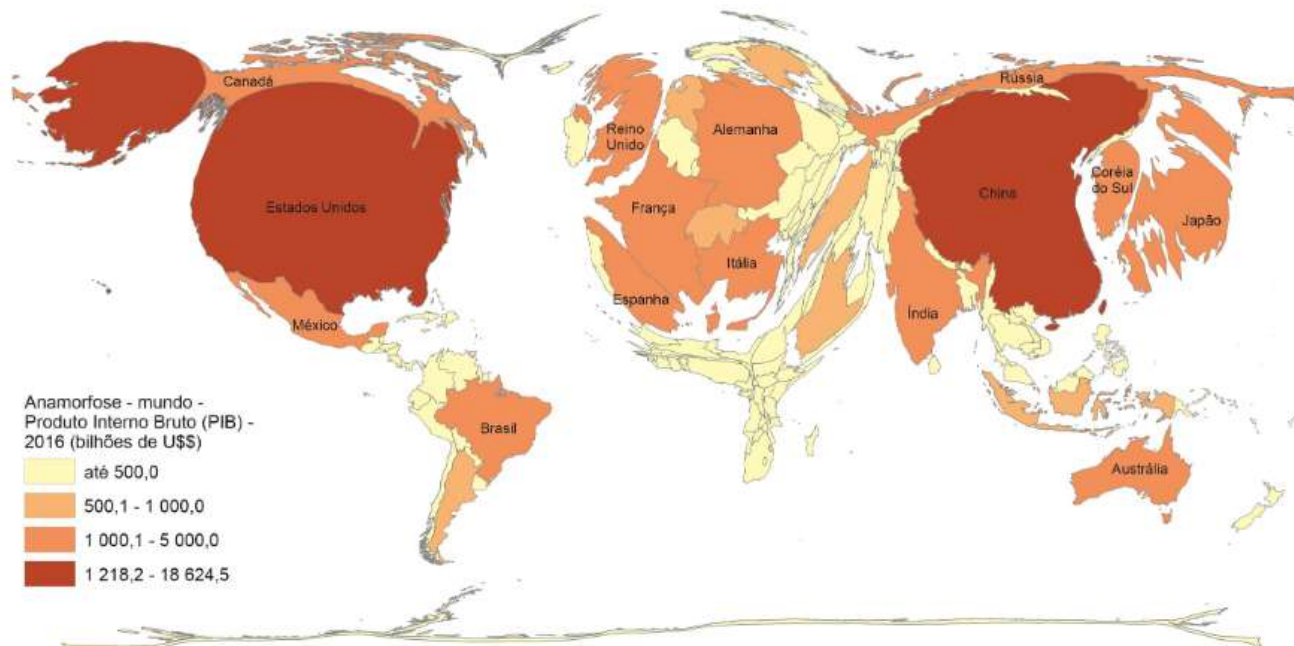 Canadá
Rússia
Reino
Unido
Alemanha
Estados Unidos
França
China
Coréia
do Sul
Japão
Itália
Espanha
México
Índia
Brasil
Austrália
Anamorfose - mundo -
Produto Interno Bruto (PIB) -
2016 (bilhões de U$$)
até 500,0
500,1 - 1 000,0
1 000,1 - 5 000,0
1 218,2 - 18 624,5